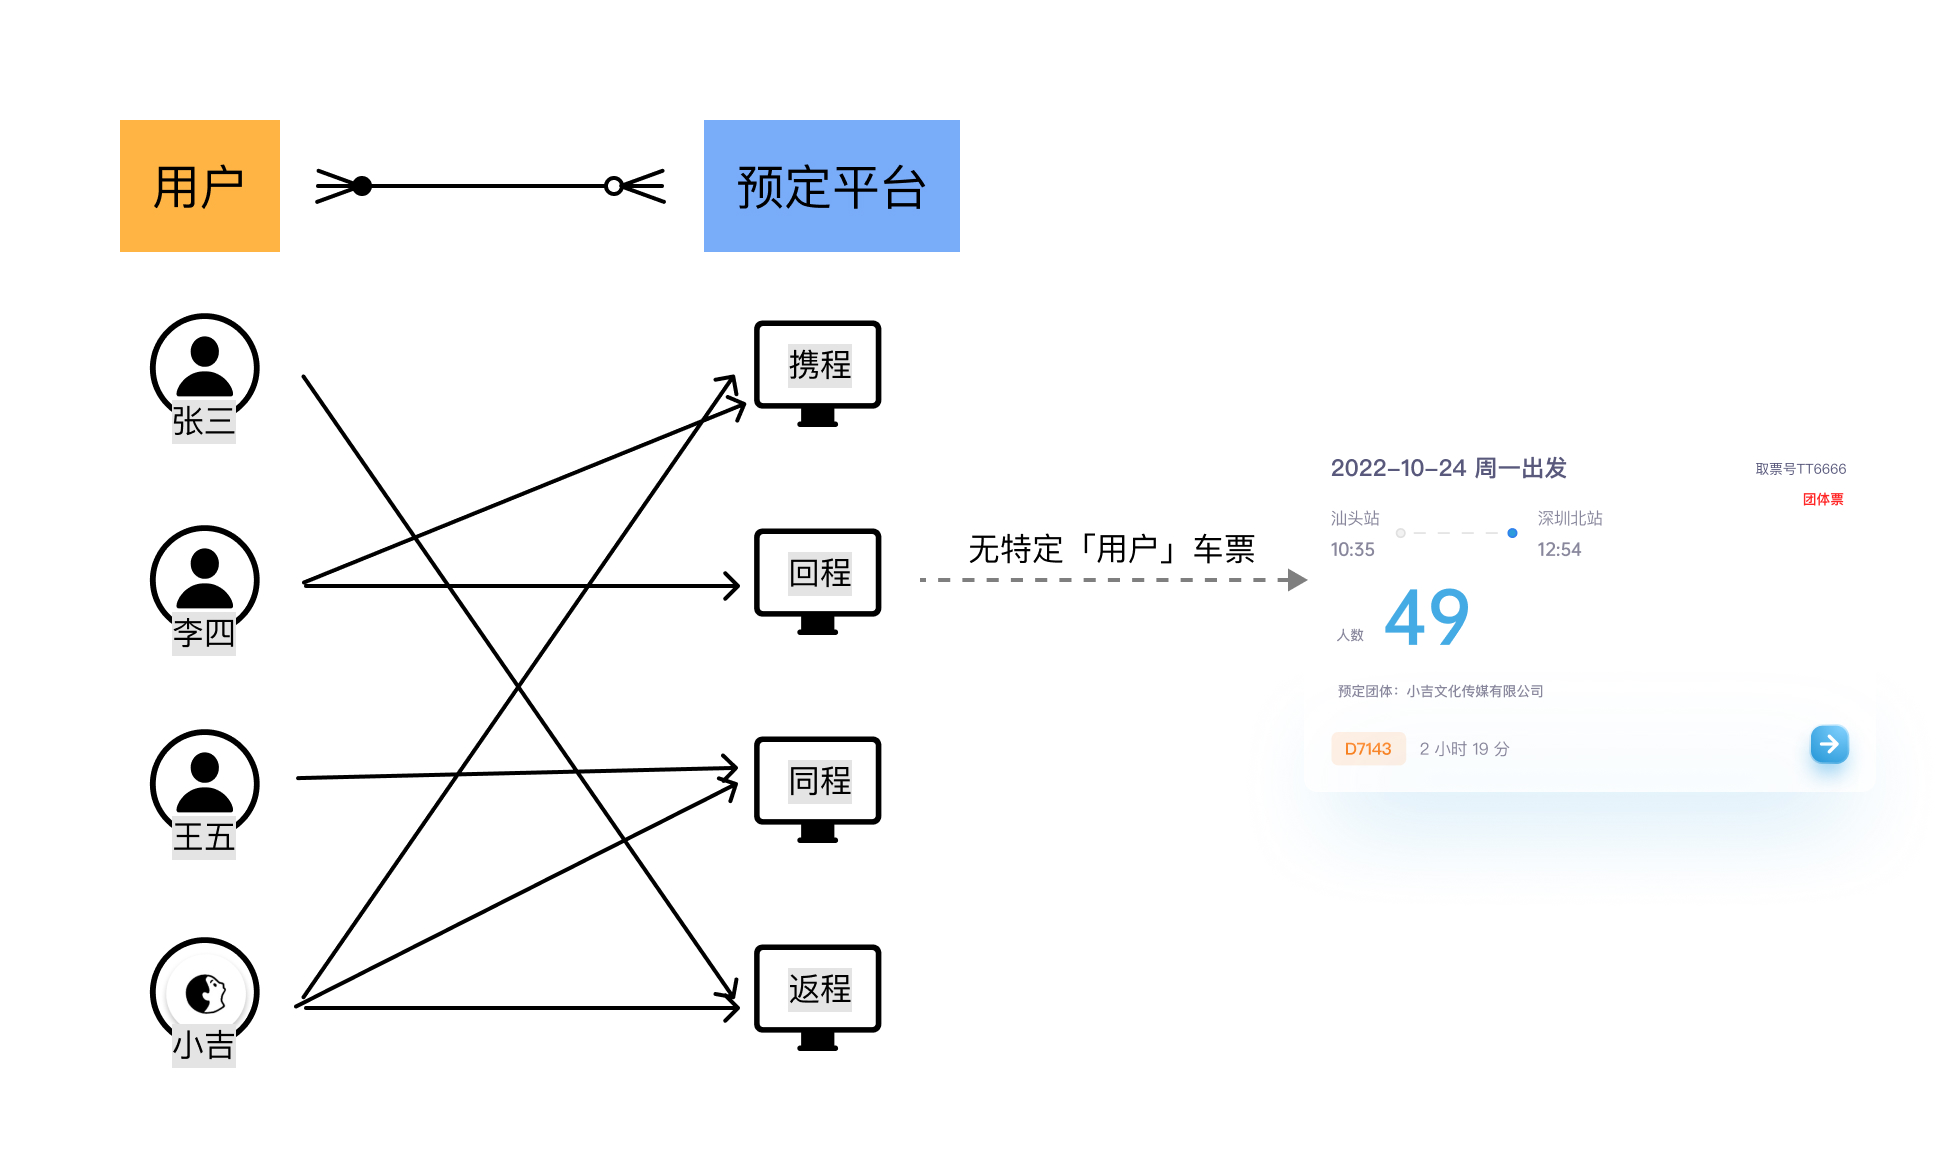 用户
预定平台
张三
李四
王五
小吉
携程
回程
同程
返程
无特定「用户」车票
2022-10-24 周一出发
取票号TT6666
团体票
汕头站
深圳北站
10:35
12:54
人数 49
预定团体：小吉文化传媒有限公司
D7143 2 小时 19 分